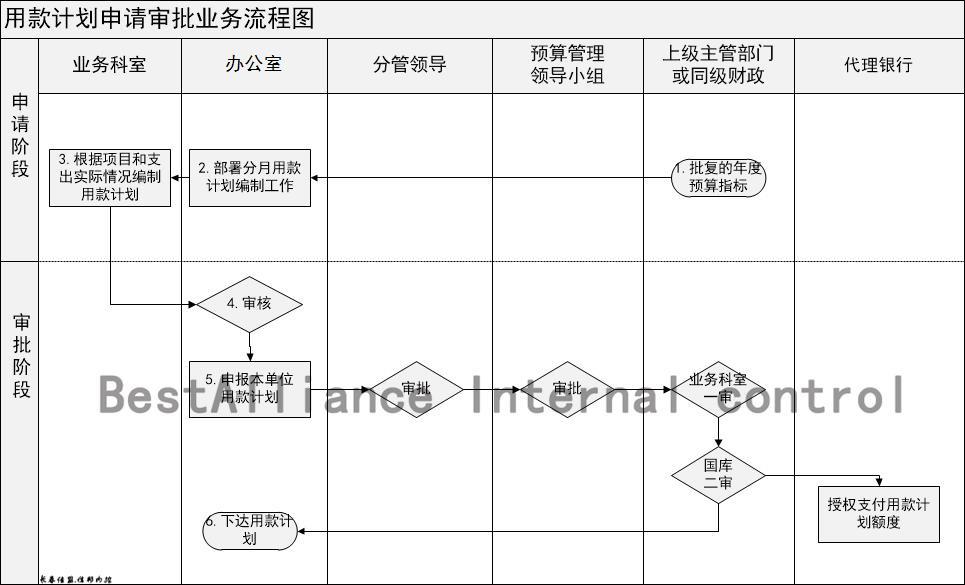 用款计划申请审批业务流程图
业务科室
办公室
分管领导
预算管理
领导小组
上级主管部门
或同级财政
代理银行
申
请
阶
段
3. 根据项目和支
出实际情况编制
用款计划
2. 部署分月用款
计划编制工作
1. 批复的年度
预算指标
审
批
阶
段
4. 审核
5. 申报本单位
用款计划
审批
审批
业务科室
一审
BestAlliance Internal control
国库
二审
授权支付用款计
划额度
6. 下达用款计
划
长春佳盟.佳邦内控